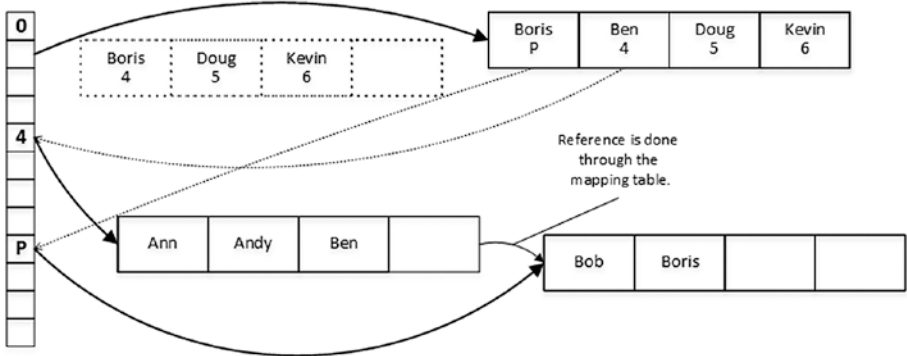 0
Boris Doug Kevin
4 5 6
Boris Ben Doug Kevin
P 4 5 6
4
Reference is done
through the
mapping table.
P
Ann Andy Ben
Bob Boris